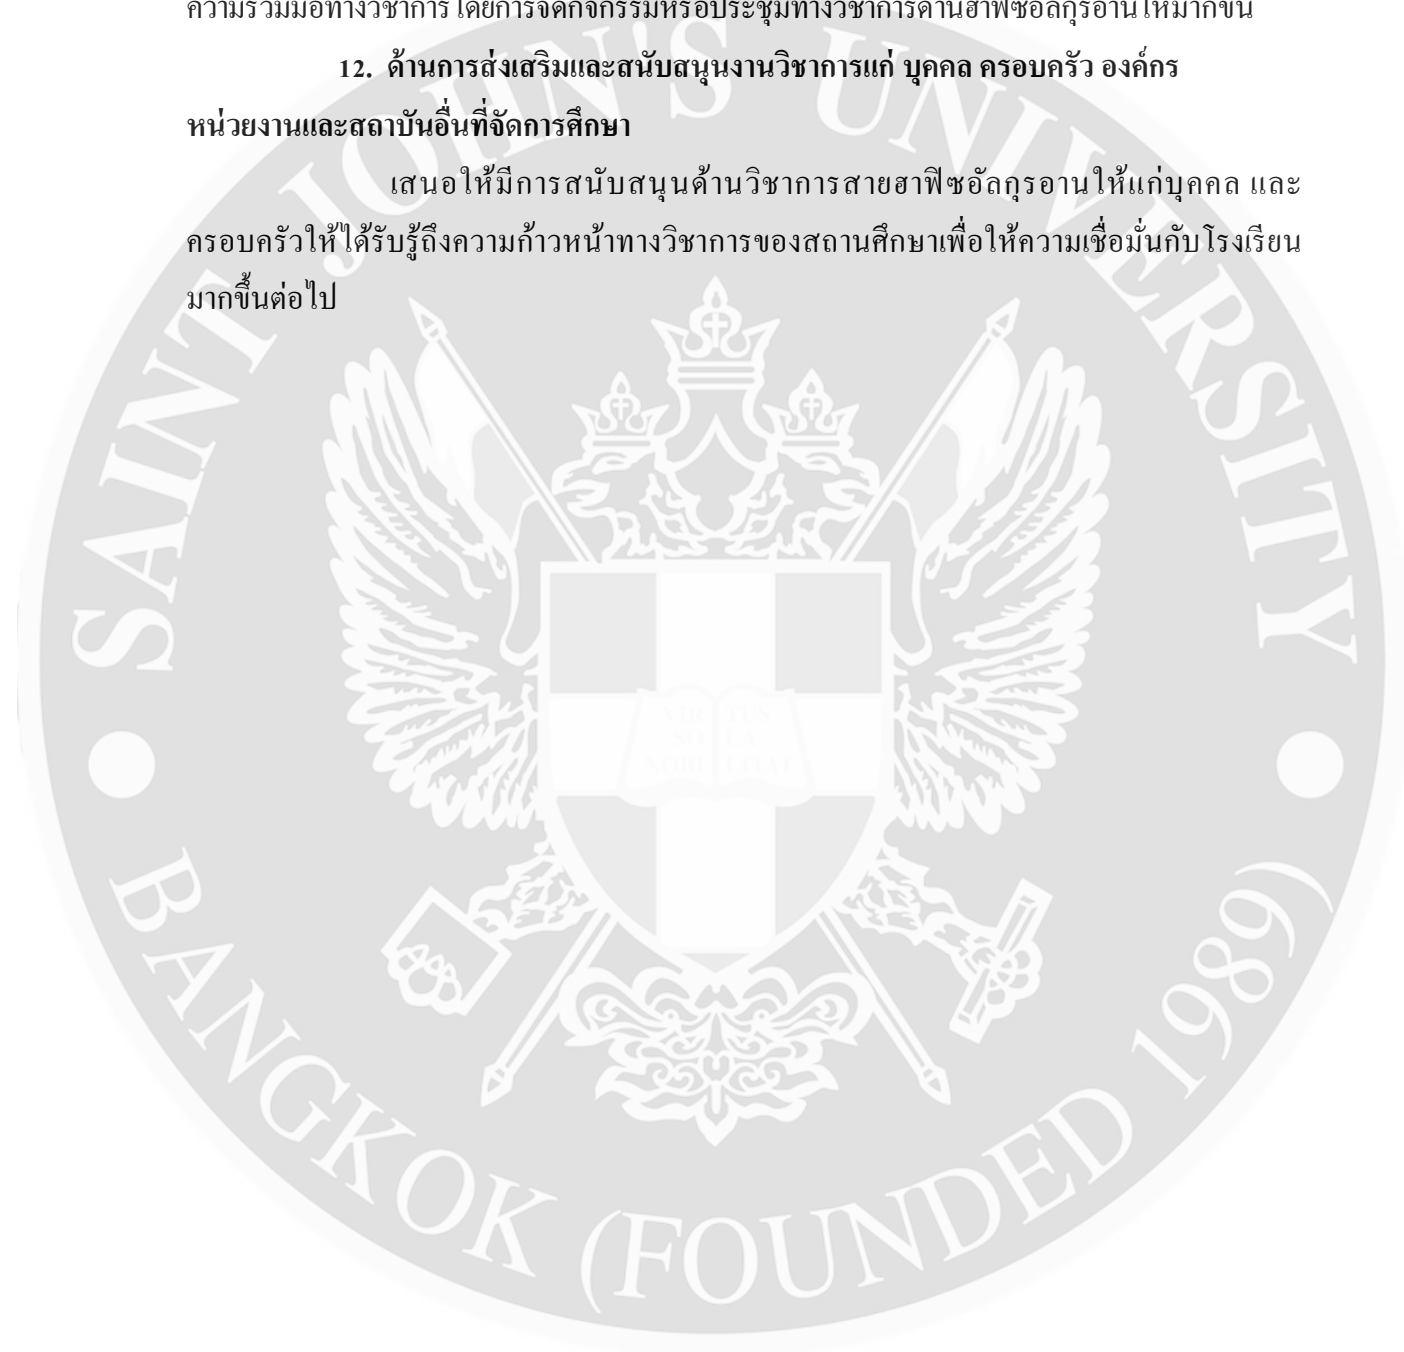 ความร่วมมือทางวิชาการโดยการจัดกิจกรรมหรือประชุมทางวิชาการด้านฮาฟิซอัลกุรอานให้มากขึ้น
12. ด้านการส่งเสริมและสนับสนุนงานวิชาการแก่ บุคคล ครอบครัว องค์กร
หน่วยงานและสถาบันอื่นที่จัดการศึกษา
เสนอให้มีการสนับสนุนด้านวิชาการสายฮาฟิซอัลกุรอานให้แก่บุคคล และ
ครอบครัวให้ได้รับรู้ถึงความก้าวหน้าทางวิชาการของสถานศึกษาเพื่อให้ความเชื่อมั่นกับโรงเรียน
มากขึ้นต่อไป
SAINT JOHN'S UNIVERSITY
VIR TUS
SO LA
NOBI LITAT
BANGKOK (FOUNDED 1989)